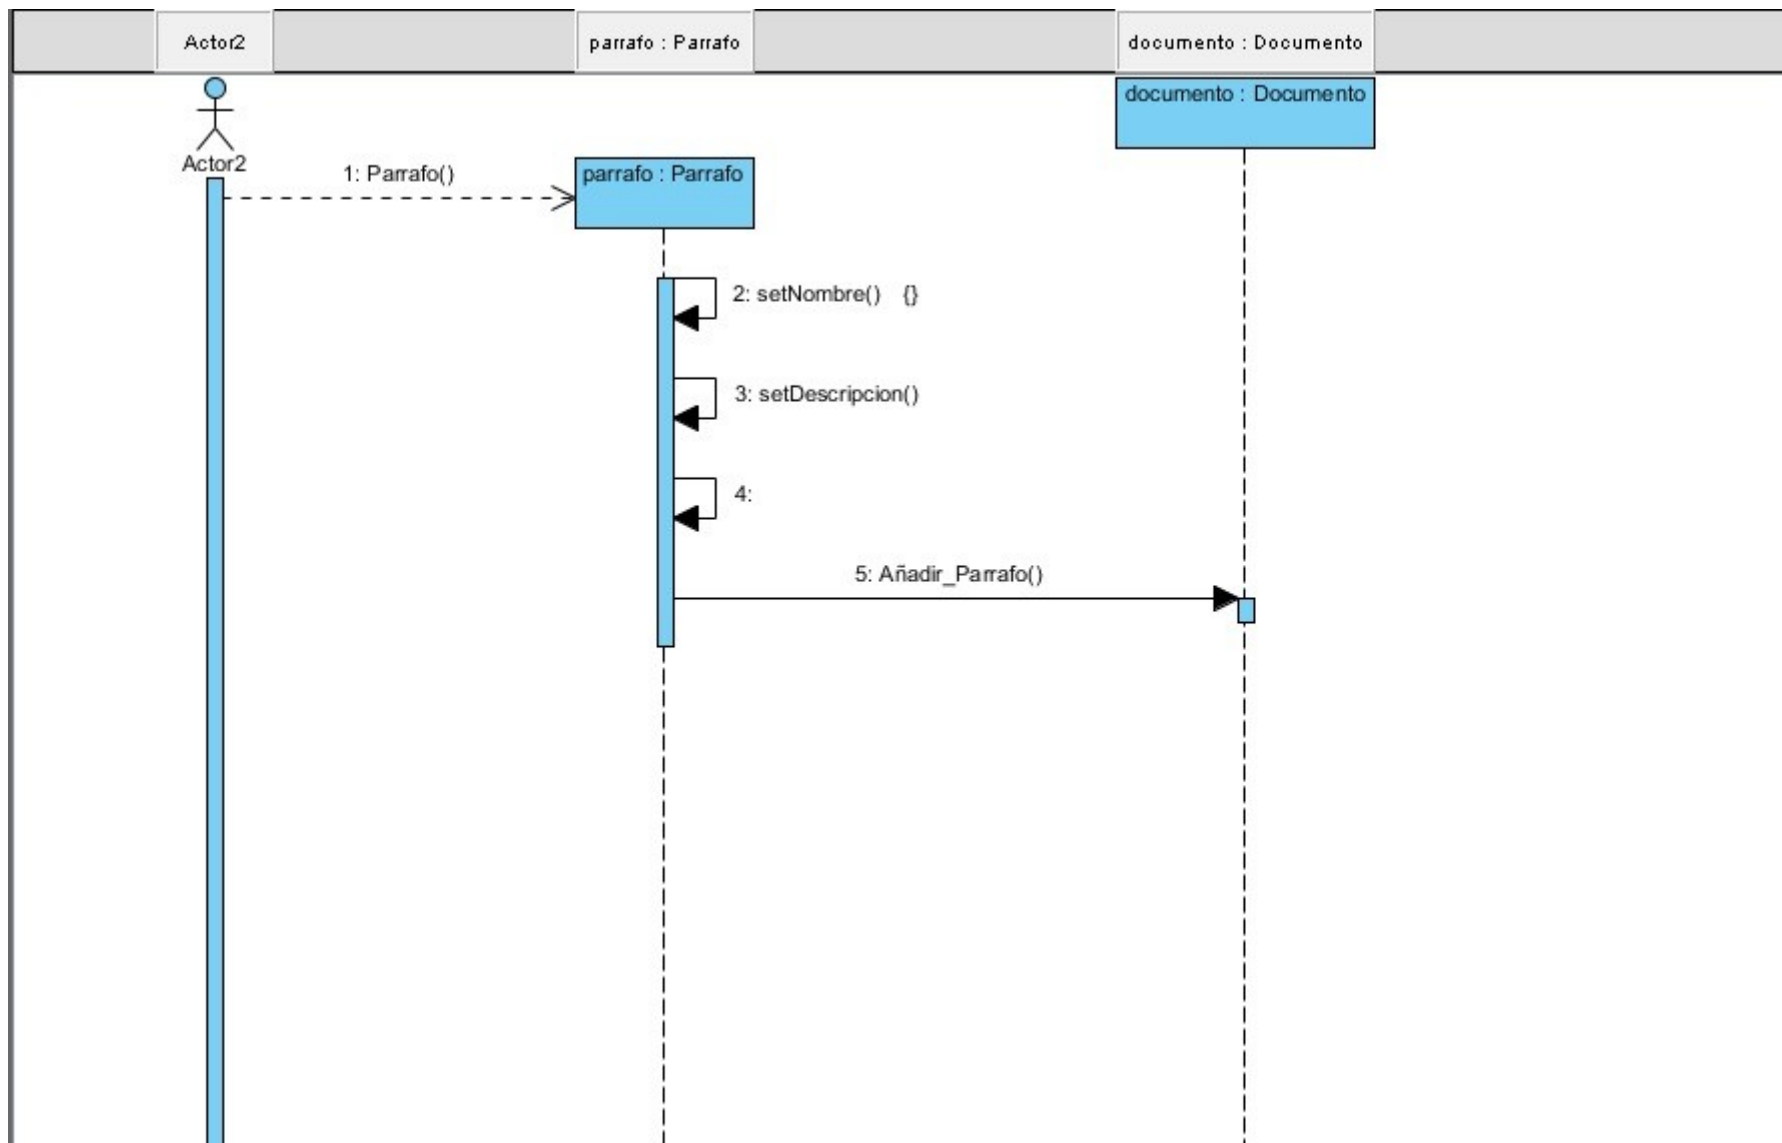 Actor2
parrafo : Parrafo
documento : Documento
documento : Documento
Actor2
1: Parrafo()
parrafo : Parrafo
2: setNombre() {}
3: setDescripcion()
4:
5: Añadir_Parrafo()